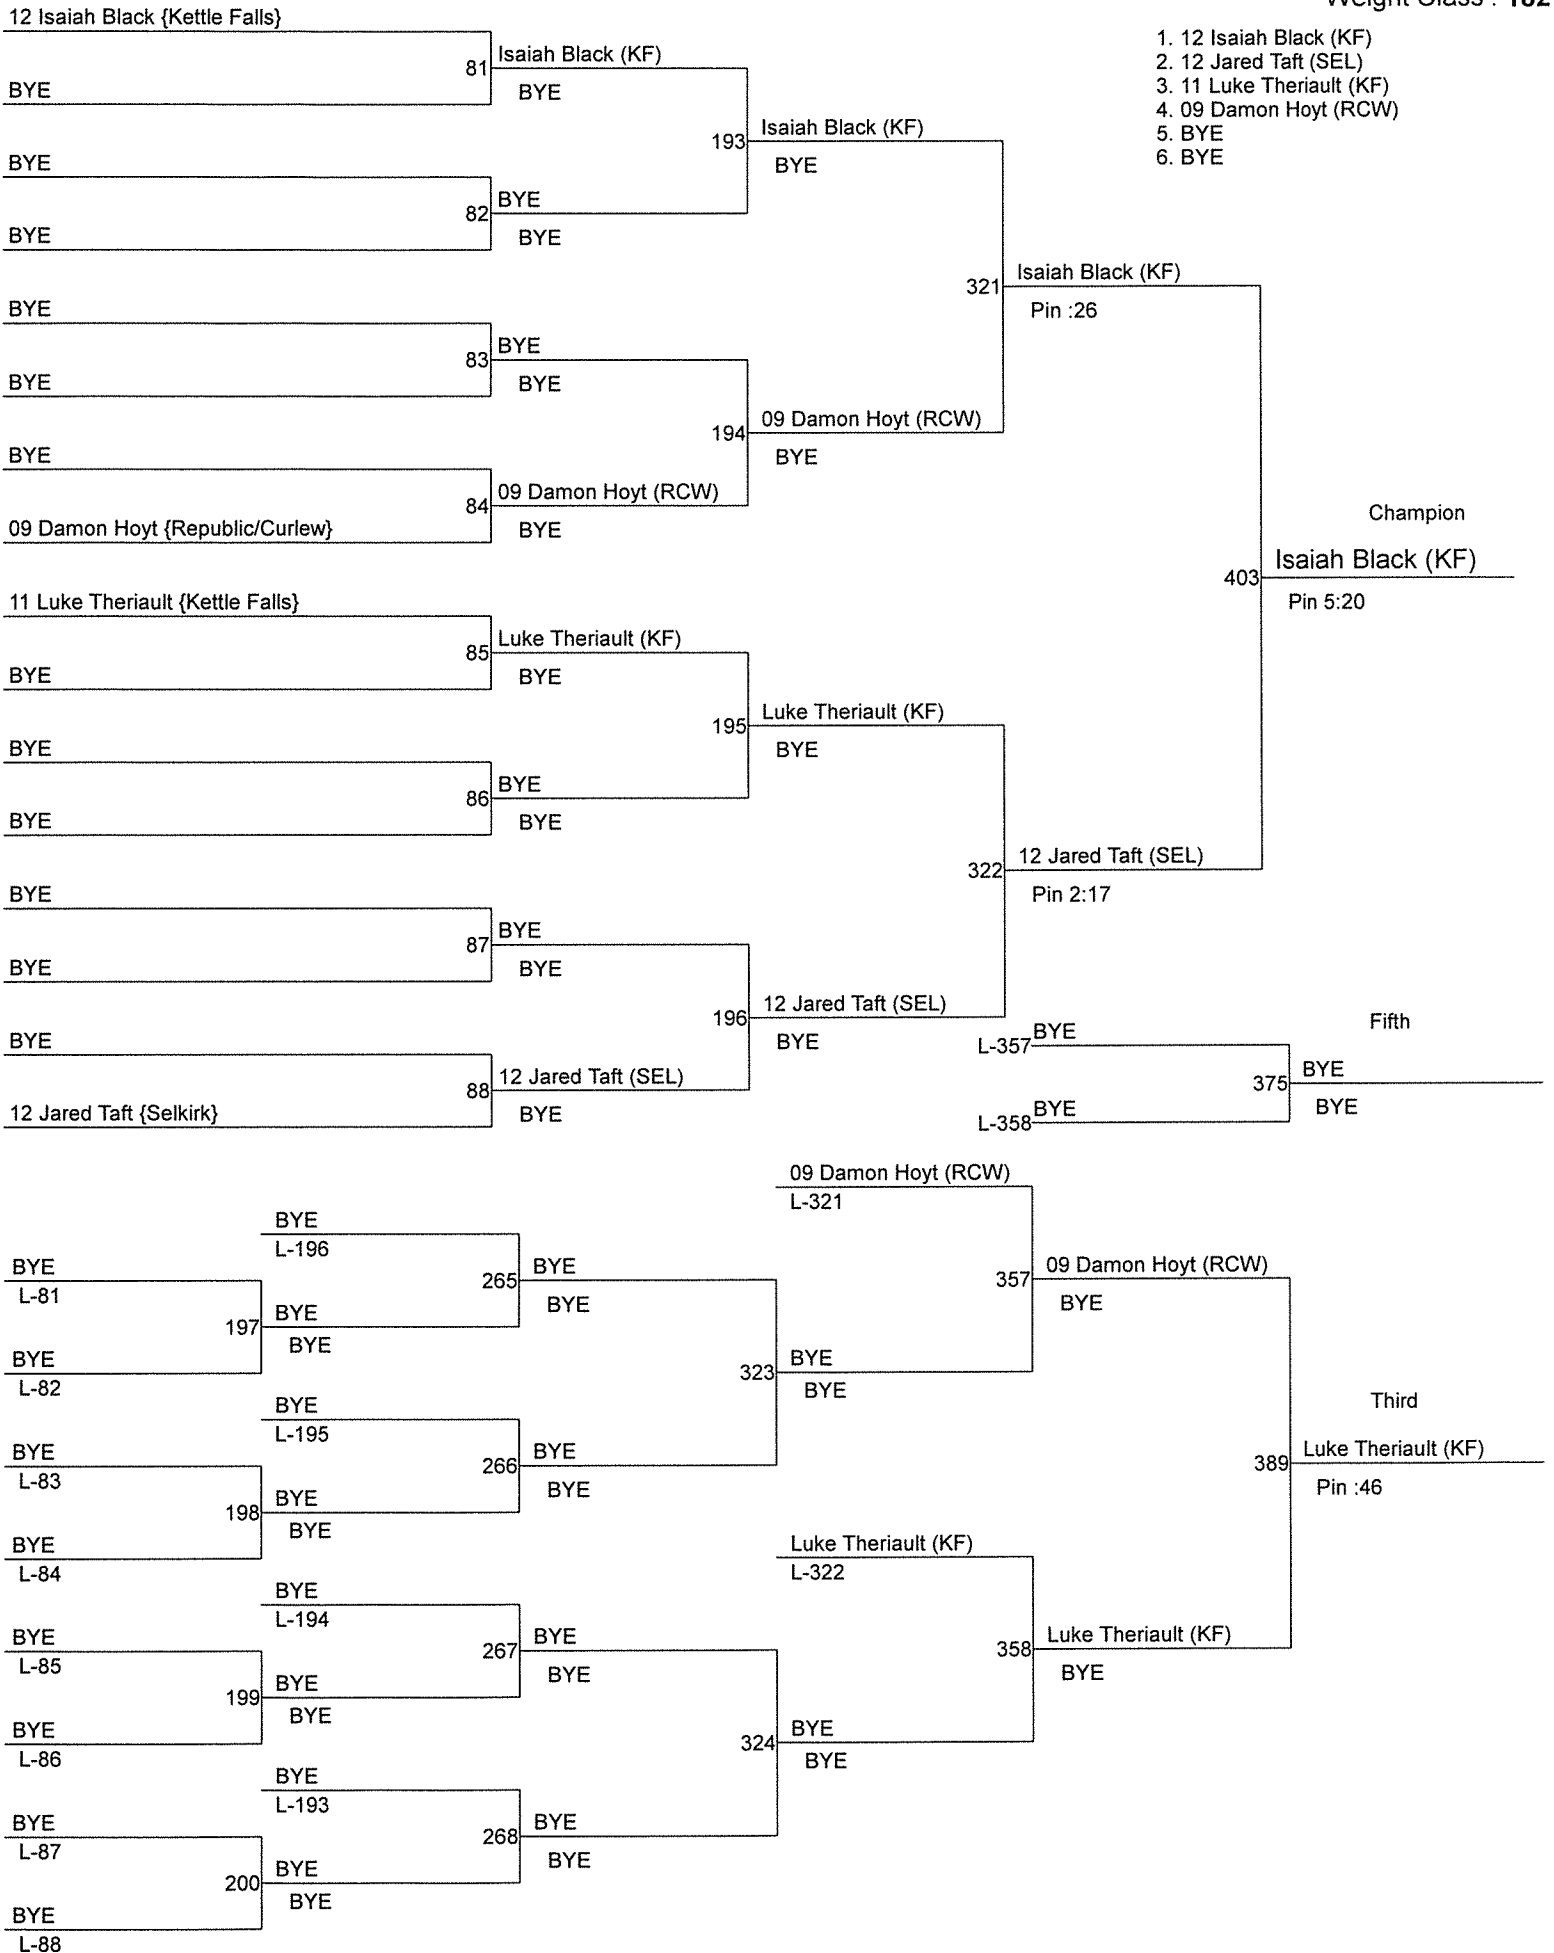 Weight Class : 182
1. 12 Isaiah Black (KF)
2. 12 Jared Taft (SEL)
3. 11 Luke Theriault (KF)
4. 09 Damon Hoyt (RCW)
5. BYE
6. BYE
12 Isaiah Black {Kettle Falls}
BYE
BYE
BYE
BYE
BYE
BYE
09 Damon Hoyt {Republic/Curlew}
11 Luke Theriault {Kettle Falls}
BYE
BYE
BYE
BYE
BYE
BYE
12 Jared Taft {Selkirk}
81 Isaiah Black (KF)
BYE
82 BYE
BYE
83 BYE
BYE
84 09 Damon Hoyt (RCW)
BYE
85 Luke Theriault (KF)
BYE
86 BYE
BYE
87 BYE
BYE
88 12 Jared Taft (SEL)
BYE
193 Isaiah Black (KF)
BYE
194 09 Damon Hoyt (RCW)
BYE
195 Luke Theriault (KF)
BYE
196 12 Jared Taft (SEL)
BYE
321 Isaiah Black (KF)
Pin :26
322 12 Jared Taft (SEL)
Pin 2:17
Champion
403 Isaiah Black (KF)
Pin 5:20
Fifth
BYE
L-357
BYE
L-358
375 BYE
BYE
BYE
L-81
BYE
L-82
BYE
L-83
BYE
L-84
BYE
L-85
BYE
L-86
BYE
L-87
BYE
L-88
BYE
L-196
197 BYE
BYE
BYE
L-195
198 BYE
BYE
BYE
L-194
199 BYE
BYE
BYE
L-193
200 BYE
BYE
265 BYE
BYE
266 BYE
BYE
267 BYE
BYE
268 BYE
BYE
09 Damon Hoyt (RCW)
L-321
323 BYE
BYE
Luke Theriault (KF)
L-322
324 BYE
BYE
357 09 Damon Hoyt (RCW)
BYE
358 Luke Theriault (KF)
BYE
Third
389 Luke Theriault (KF)
Pin :46